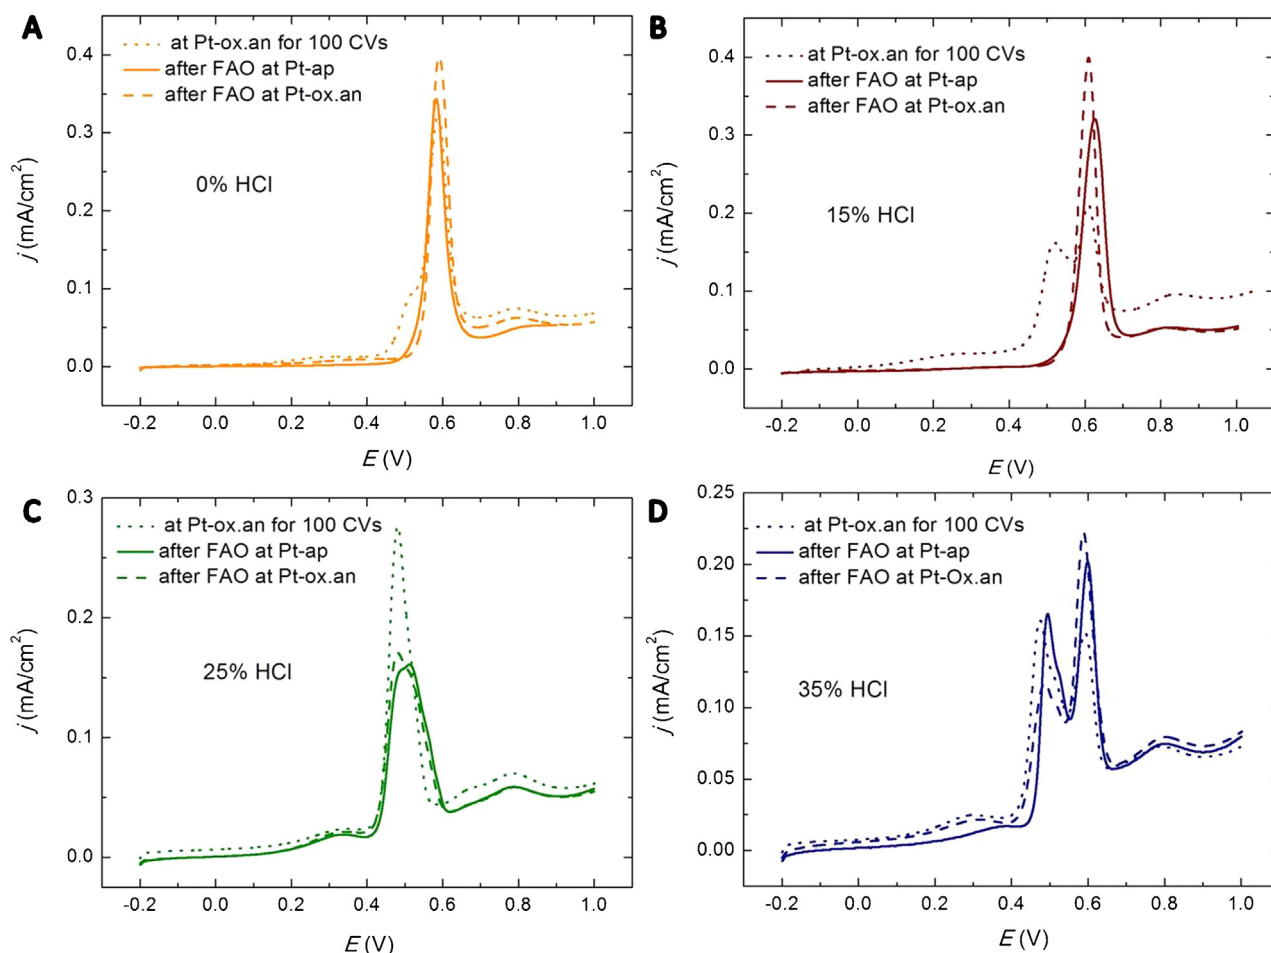 A
at Pt-ox.an for 100 CVs
after FAO at Pt-ap
after FAO at Pt-ox.an
0% HCl
0.4
0.3
0.2
0.1
0.0
j (mA/cm²)
-0.2 0.0 0.2 0.4 0.6 0.8 1.0
E (V)
B
at Pt-ox.an for 100 CVs
after FAO at Pt-ap
after FAO at Pt-ox.an
15% HCl
0.4
0.3
0.2
0.1
0.0
j (mA/cm²)
-0.2 0.0 0.2 0.4 0.6 0.8 1.0
E (V)
C
at Pt-ox.an for 100 CVs
after FAO at Pt-ap
after FAO at Pt-ox.an
25% HCl
0.3
0.2
0.1
0.0
j (mA/cm²)
-0.2 0.0 0.2 0.4 0.6 0.8 1.0
E (V)
D
at Pt-ox.an for 100 CVs
after FAO at Pt-ap
after FAO at Pt-Ox.an
35% HCl
0.25
0.20
0.15
0.10
0.05
0.00
j (mA/cm²)
-0.2 0.0 0.2 0.4 0.6 0.8 1.0
E (V)